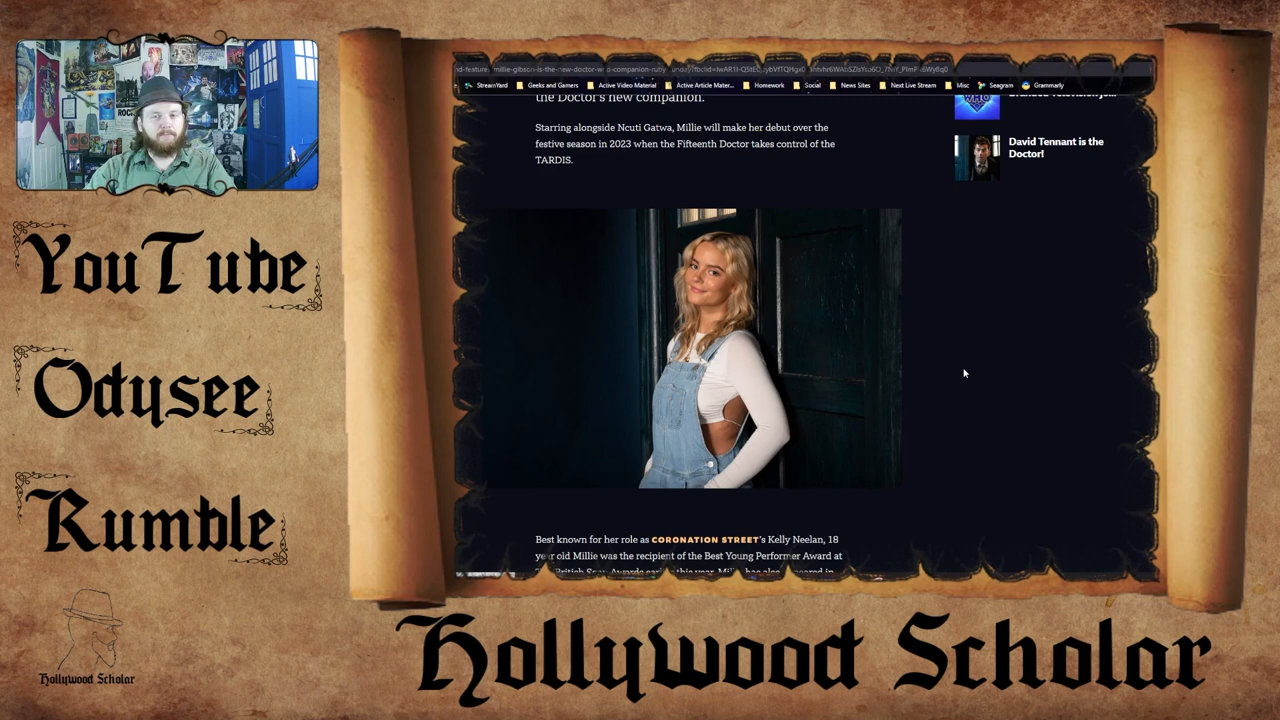 YouTube
Odysee
Rumble
Hollywood Scholar
StreamYard
Geeks and Gamers
Active Video Material
Active Article Mater...
Homework
Social
News Sites
Next Live Stream
Misc
Seagram
Grammarly
the Doctor's new companion.
Starring alongside Ncuti Gatwa, Millie will make her debut over the
festive season in 2023 when the Fifteenth Doctor takes control of the
TARDIS.
WHO
David Tennant is the
Doctor!
Best known for her role as CORONATION STREET's Kelly Neelan, 18
year old Millie was the recipient of the Best Young Performer Award at
Hollywood Scholar